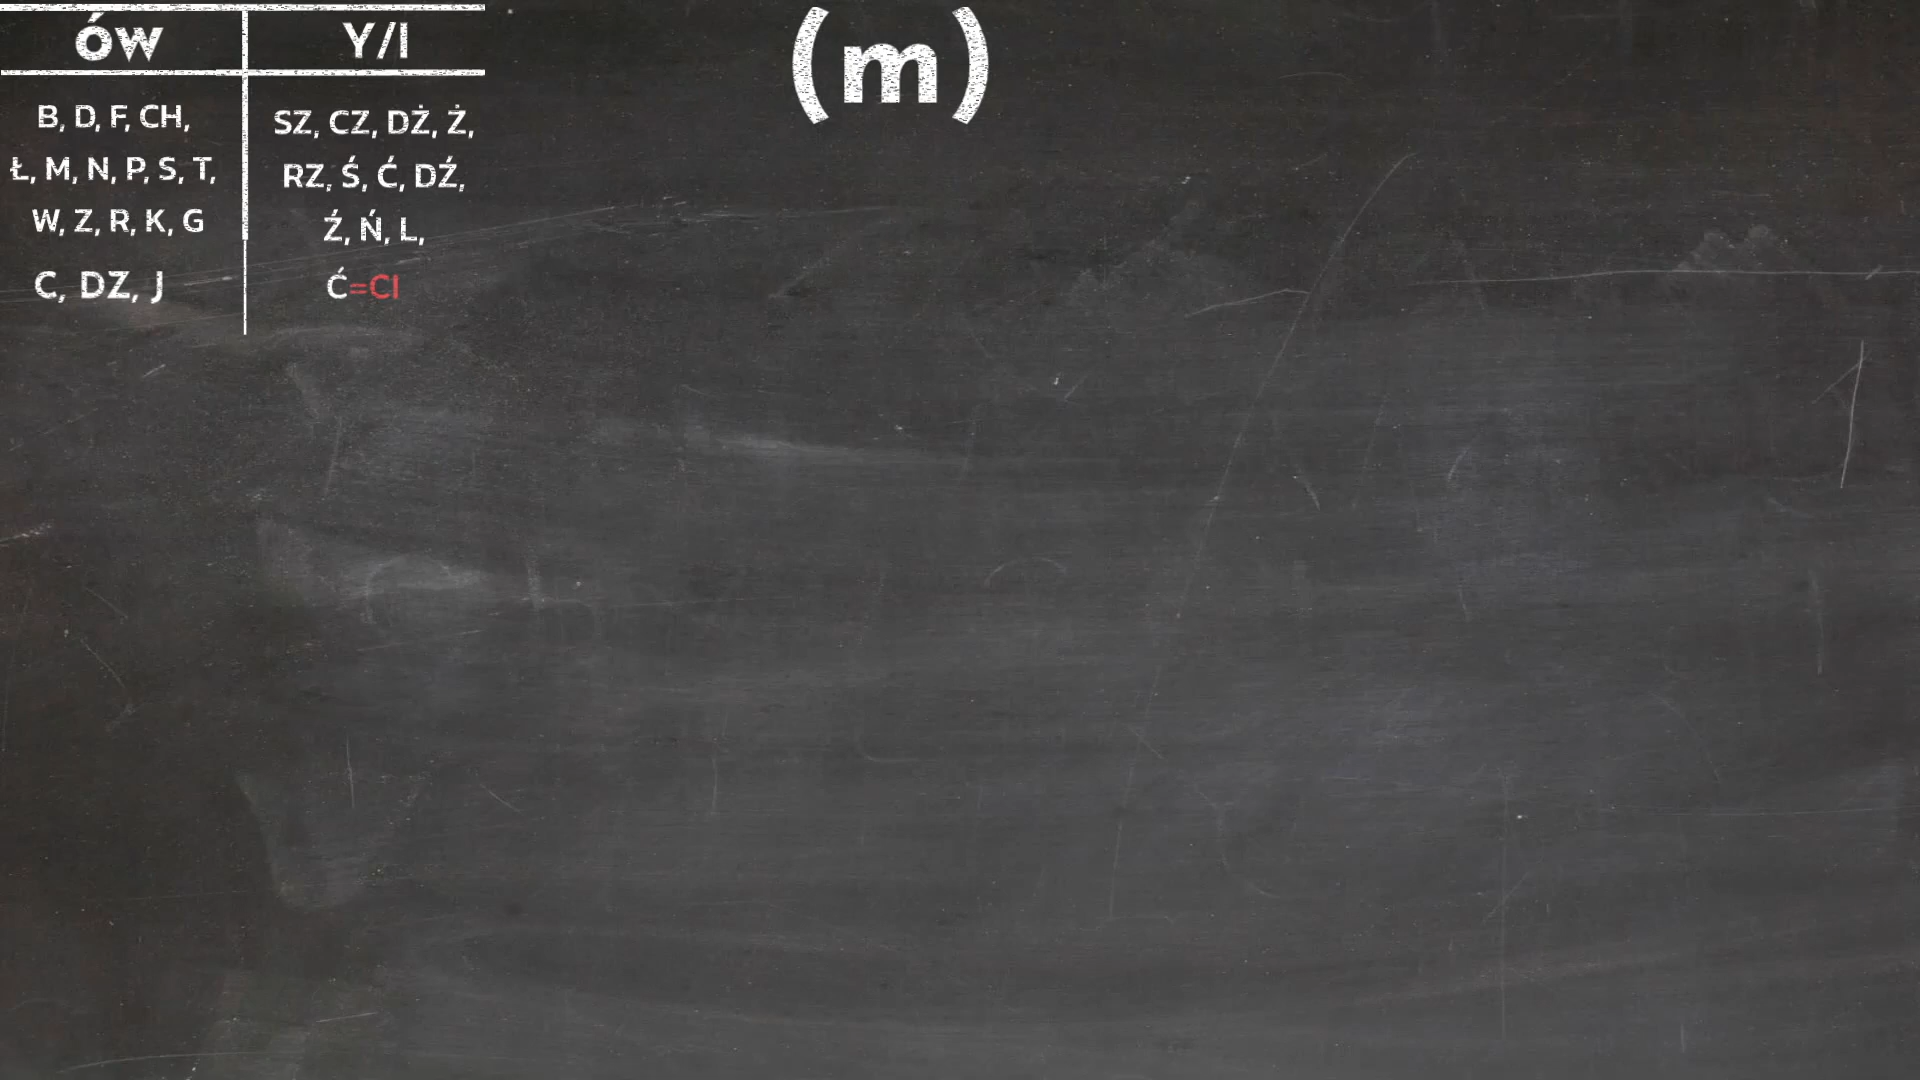 ów Y/I
(m)
B, D, F, CH,
Ł, M, N, P, S, T,
W, Z, R, K, G
C, DZ, J
SZ, CZ, DŻ, Ż,
RZ, Ś, Ć, DŹ,
Ź, Ń, L,
Ć=CI